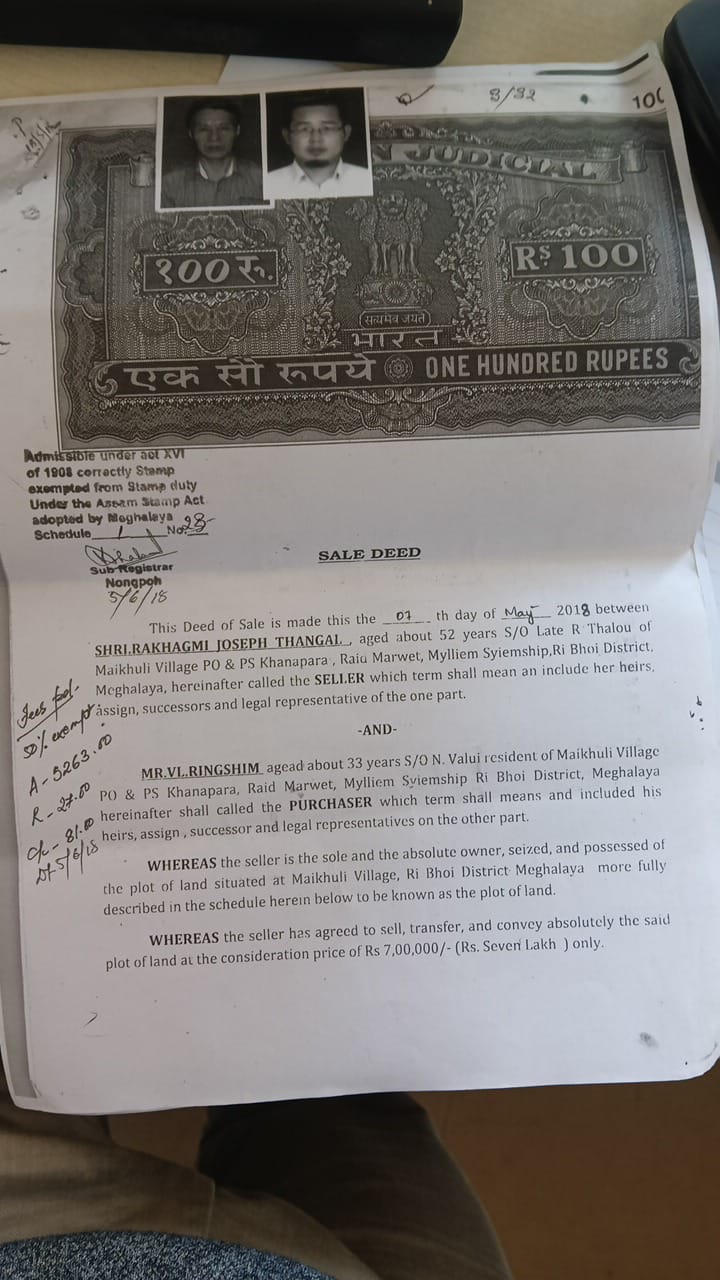 3/32
100
NON JUDICIAL
१०० रु.
RS 100
सत्यमेव जयते
भारत
एक सौ रुपये ONE HUNDRED RUPEES
Admissible under act XVI
of 1908 correctly Stamp
exempted from Stamp duty
Under the Assam Stamp Act
adopted by Meghalaya
Schedule 1 No. 23
Sub Registrar
Nongpoh
5/6/18
SALE DEED
This Deed of Sale is made this the 07 th day of May 2018 between
SHRI.RAKHAGMI JOSEPH THANGAL, aged about 52 years S/O Late R Thalou of
Maikhuli Village PO & PS Khanapara, Raid Marwet, Mylliem Syiemship,Ri Bhoi District,
Meghalaya, hereinafter called the SELLER which term shall mean an include her heirs,
assign, successors and legal representative of the one part.
-AND-
MR.VL.RINGSHIM agead about 33 years S/O N. Valui resident of Maikhuli Village
PO & PS Khanapara, Raid Marwet, Mylliem Syiemship Ri Bhoi District, Meghalaya
hereinafter shall called the PURCHASER which term shall means and included his
heirs, assign , successor and legal representatives on the other part.
WHEREAS the seller is the sole and the absolute owner, seized, and possessed of
the plot of land situated at Maikhuli Village, Ri Bhoi District Meghalaya more fully
described in the schedule herein below to be known as the plot of land.
WHEREAS the seller has agreed to sell, transfer, and convey absolutely the said
plot of land at the consideration price of Rs 7,00,000/- (Rs. Seven Lakh ) only.
Fees
50% exempt
A - 5263.00
R - 27.00
- 81.00
Dt 5/6/18